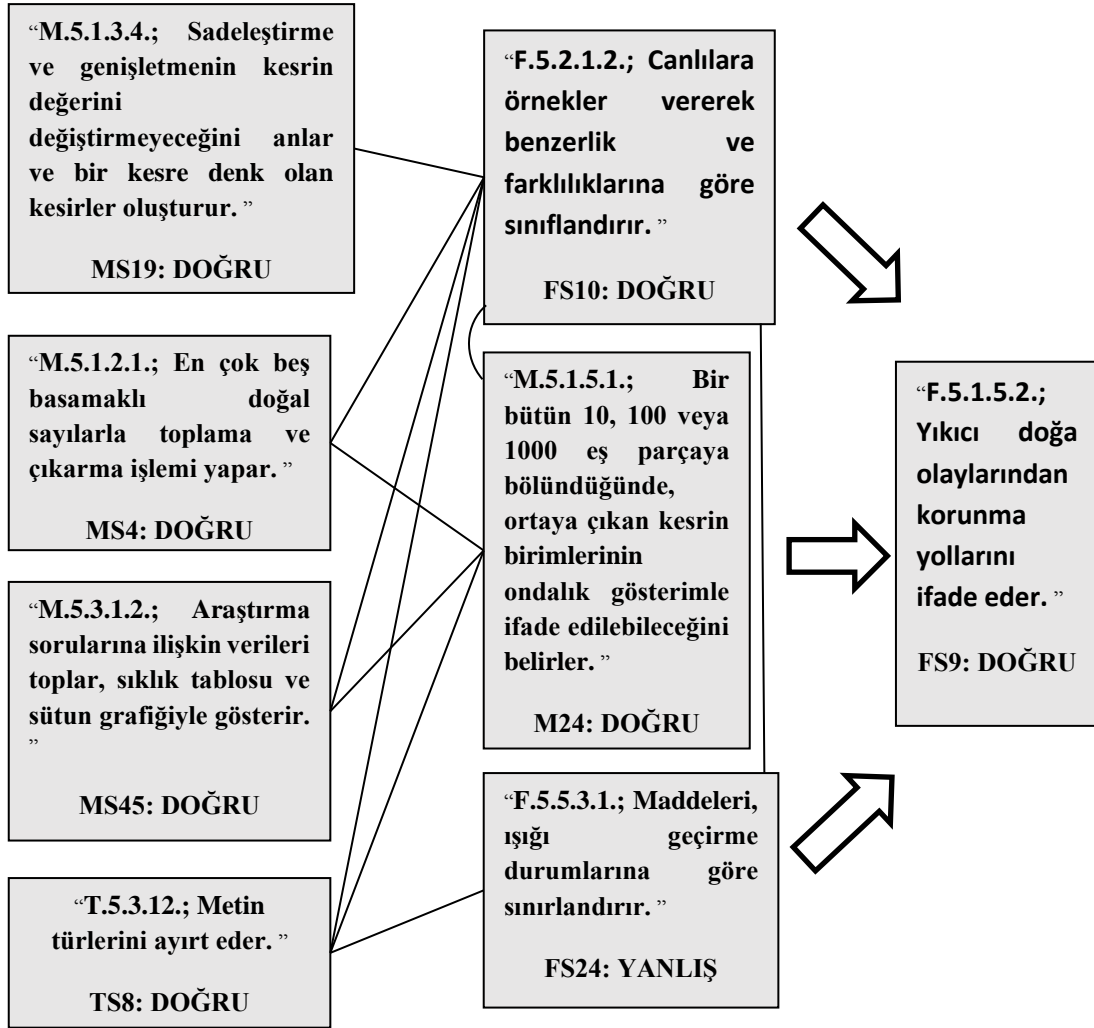 “M.5.1.3.4.; Sadeleştirme
ve genişletmenin kesrin
değerini
değiştirmeyeceğini anlar
ve bir kesre denk olan
kesirler oluşturur. ”
MS19: DOĞRU
“M.5.1.2.1.; En çok beş
basamaklı doğal
sayılarla toplama ve
çıkarma işlemi yapar. ”
MS4: DOĞRU
“M.5.3.1.2.; Araştırma
sorularına ilişkin verileri
toplar, sıklık tablosu ve
sütun grafiğiyle gösterir.
”
MS45: DOĞRU
“T.5.3.12.; Metin
türlerini ayırt eder. ”
TS8: DOĞRU
“F.5.2.1.2.; Canlılara
örnekler vererek
benzerlik ve
farklılıklarına göre
sınıflandırır. ”
FS10: DOĞRU
“M.5.1.5.1.; Bir
bütün 10, 100 veya
1000 eş parçaya
bölündüğünde,
ortaya çıkan kesrin
birimlerinin
ondalık gösterimle
ifade edilebileceğini
belirler. ”
M24: DOĞRU
“F.5.5.3.1.; Maddeleri,
ışığı geçirme
durumlarına göre
sınırlandırır. ”
FS24: YANLIŞ
“F.5.1.5.2.;
Yıkıcı doğa
olaylarından
korunma
yollarını
ifade eder. ”
FS9: DOĞRU